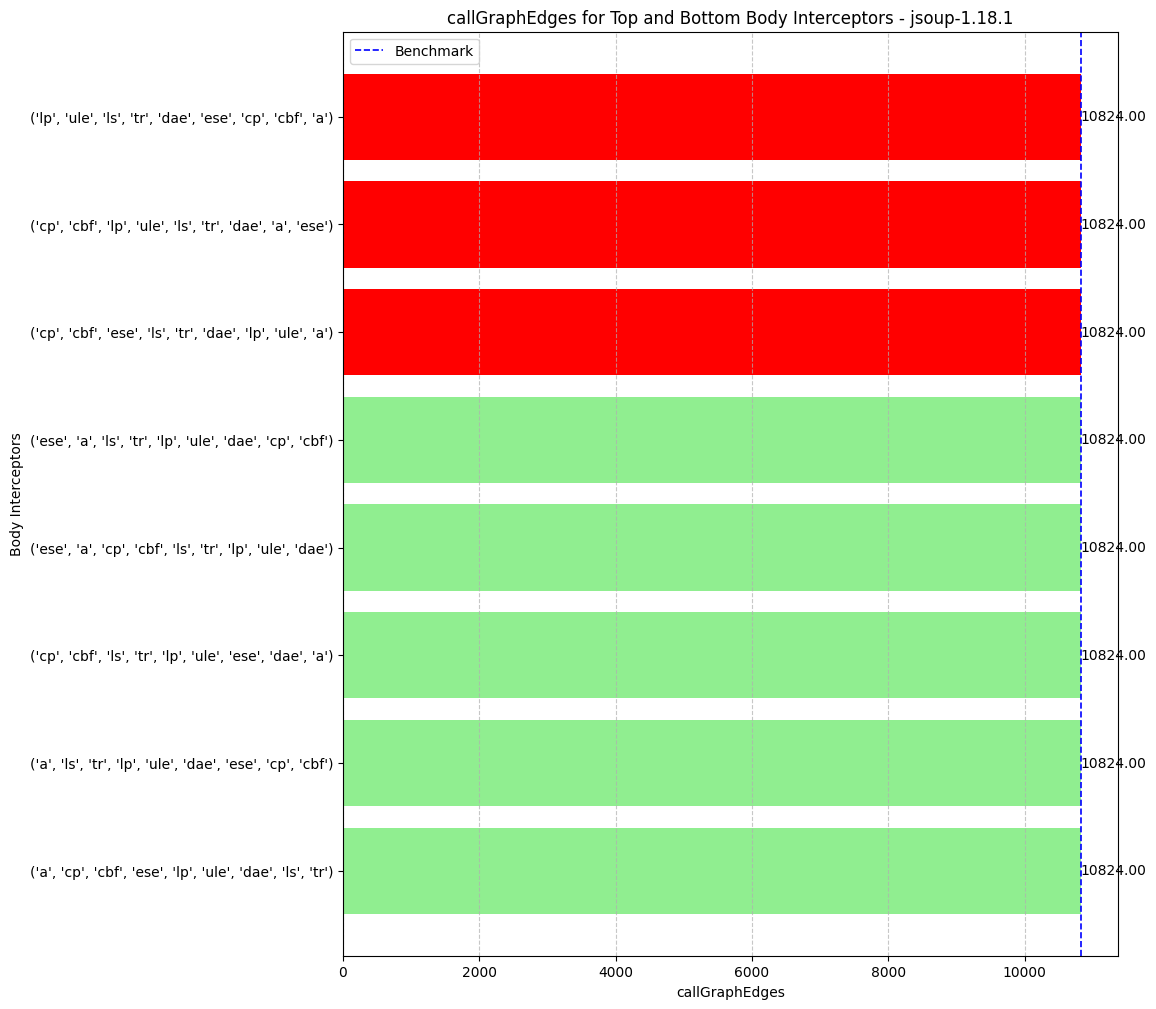 callGraphEdges for Top and Bottom Body Interceptors - jsoup-1.18.1
Benchmark
('lp', 'ule', 'ls', 'tr', 'dae', 'ese', 'cp', 'cbf', 'a')
10824.00
('cp', 'cbf', 'lp', 'ule', 'ls', 'tr', 'dae', 'a', 'ese')
10824.00
('cp', 'cbf', 'ese', 'ls', 'tr', 'dae', 'lp', 'ule', 'a')
10824.00
('ese', 'a', 'ls', 'tr', 'lp', 'ule', 'dae', 'cp', 'cbf')
10824.00
('ese', 'a', 'cp', 'cbf', 'ls', 'tr', 'lp', 'ule', 'dae')
10824.00
('cp', 'cbf', 'ls', 'tr', 'lp', 'ule', 'ese', 'dae', 'a')
10824.00
('a', 'ls', 'tr', 'lp', 'ule', 'dae', 'ese', 'cp', 'cbf')
10824.00
('a', 'cp', 'cbf', 'ese', 'lp', 'ule', 'dae', 'ls', 'tr')
10824.00
Body Interceptors
0 2000 4000 6000 8000 10000
callGraphEdges